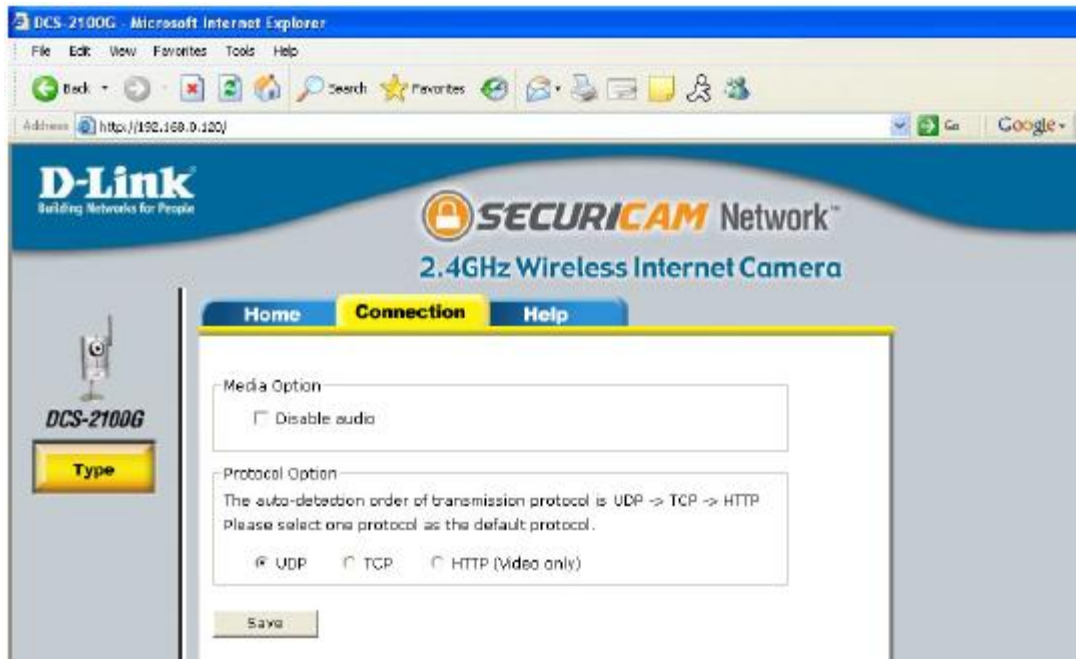 DCS-2100G - Microsoft Internet Explorer
File Edit View Favorites Tools Help
Back Search Favorites
Address http://192.168.0.120/ Go Google
D-Link
Building Networks for People
SECURICAM Network™
2.4GHz Wireless Internet Camera
Home Connection Help
DCS-2100G
Type
Media Option
Disable audio
Protocol Option
The auto-detection order of transmission protocol is UDP -> TCP -> HTTP
Please select one protocol as the default protocol.
UDP TCP HTTP (Video only)
Save